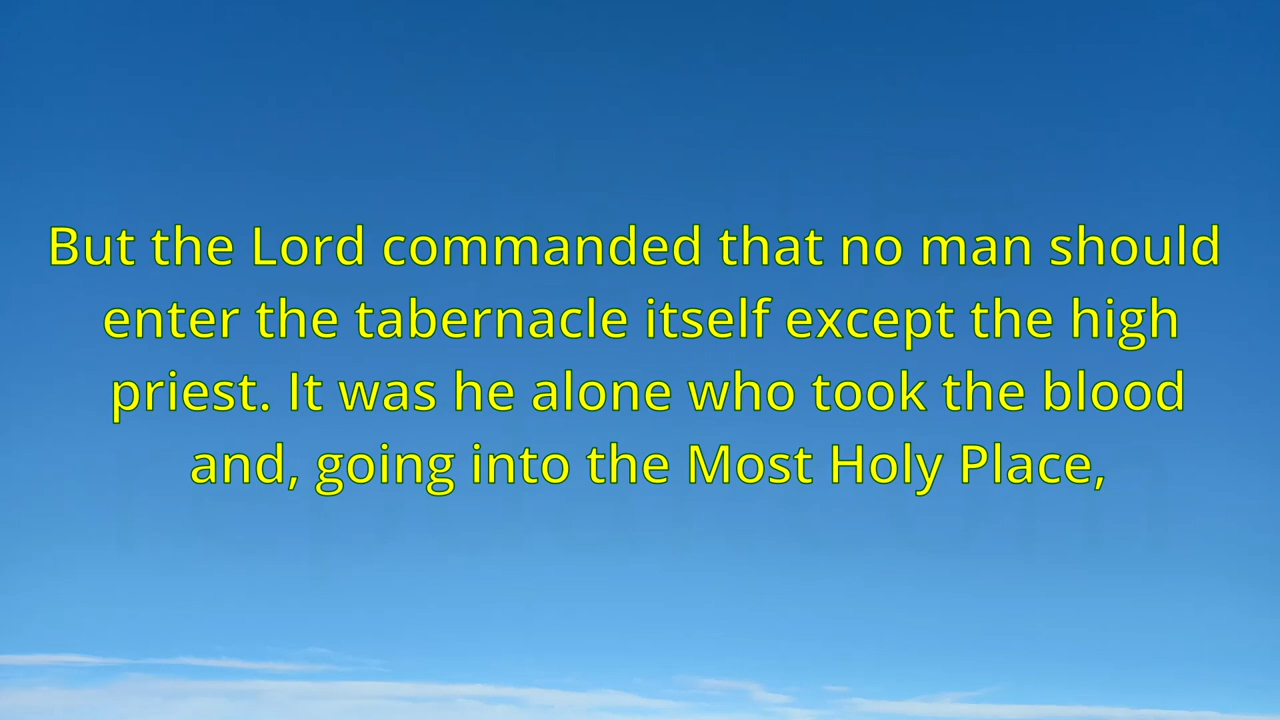 But the Lord commanded that no man should
enter the tabernacle itself except the high
priest. It was he alone who took the blood
and, going into the Most Holy Place,